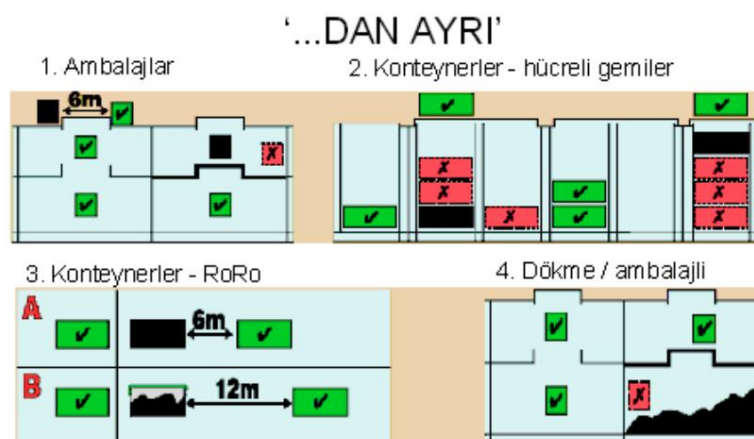 ‘...DAN AYRI’
1. Ambalajlar
2. Konteynerler - hücreli gemiler
6m
3. Konteynerler - RoRo
4. Dökme / ambalajli
A
6m
B
12m